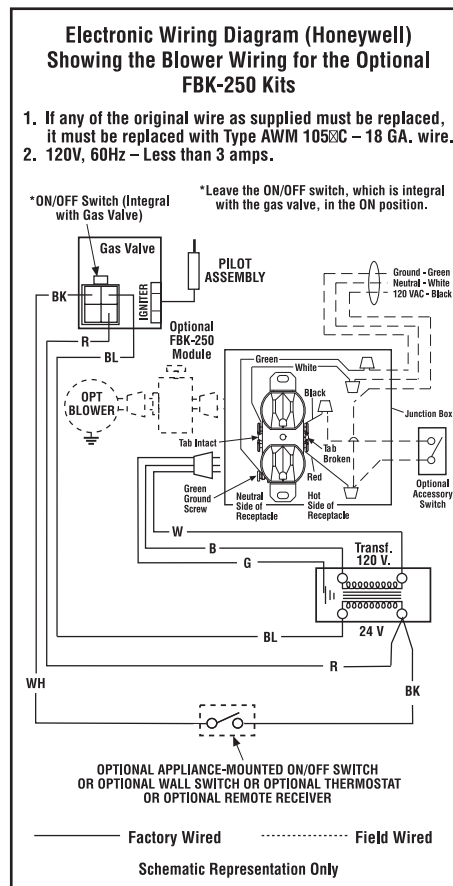 Electronic Wiring Diagram (Honeywell)
Showing the Blower Wiring for the Optional
FBK-250 Kits
1. If any of the original wire as supplied must be replaced,
it must be replaced with Type AWM 105☒C – 18 GA. wire.
2. 120V, 60Hz – Less than 3 amps.
*ON/OFF Switch (Integral
with Gas Valve)
*Leave the ON/OFF switch, which is integral
with the gas valve, in the ON position.
Gas Valve
BK
R
BL
IGNITER
PILOT
ASSEMBLY
Ground - Green
Neutral - White
120 VAC - Black
Optional
FBK-250
Module
OPT
BLOWER
Green
White
Black
Junction Box
Tab Intact
Tab
Broken
Red
Green
Ground
Screw
Neutral
Side of
Receptacle
Hot
Side of
Receptacle
Optional
Accessory
Switch
W
B
G
Transf.
120 V.
24 V
BL
R
WH
BK
OPTIONAL APPLIANCE-MOUNTED ON/OFF SWITCH
OR OPTIONAL WALL SWITCH OR OPTIONAL THERMOSTAT
OR OPTIONAL REMOTE RECEIVER
Factory Wired
Field Wired
Schematic Representation Only